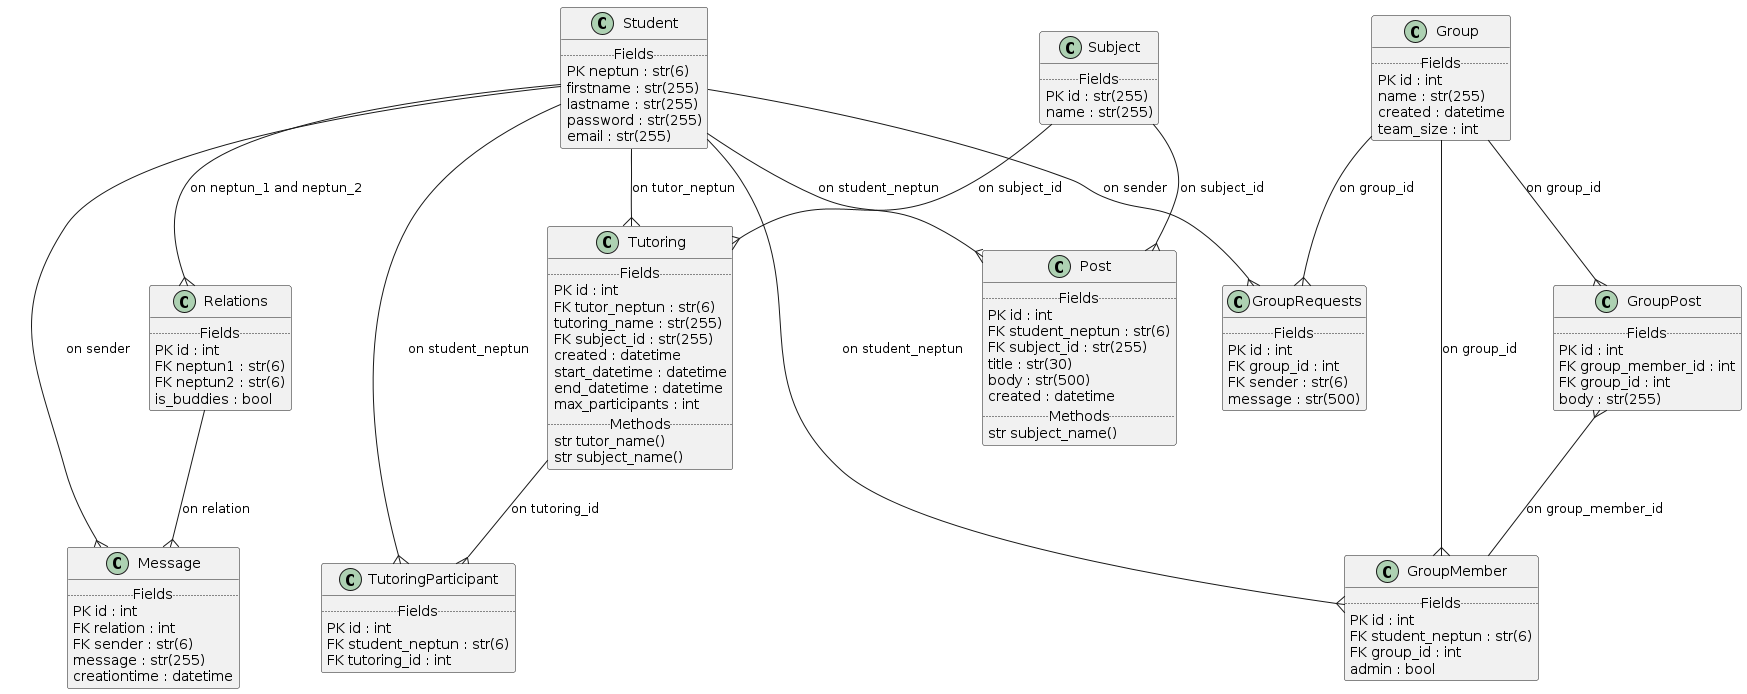 C Student
Fields
PK neptun : str(6)
firstname : str(255)
lastname : str(255)
password : str(255)
email : str(255)
C Subject
Fields
PK id : str(255)
name : str(255)
C Group
Fields
PK id : int
name : str(255)
created : datetime
team_size : int
on neptun_1 and neptun_2
on tutor_neptun
on student_neptun
on subject_id
on sender
on subject_id
on group_id
on group_id
C Relations
Fields
PK id : int
FK neptun1 : str(6)
FK neptun2 : str(6)
is_buddies : bool
C Tutoring
Fields
PK id : int
FK tutor_neptun : str(6)
tutoring_name : str(255)
FK subject_id : str(255)
created : datetime
start_datetime : datetime
end_datetime : datetime
max_participants : int
Methods
str tutor_name()
str subject_name()
C Post
Fields
PK id : int
FK student_neptun : str(6)
FK subject_id : str(255)
title : str(30)
body : str(500)
created : datetime
Methods
str subject_name()
C GroupRequests
Fields
PK id : int
FK group_id : int
FK sender : str(6)
message : str(500)
C GroupPost
Fields
PK id : int
FK group_member_id : int
FK group_id : int
body : str(255)
on sender
on student_neptun
on student_neptun
on group_id
on relation
on tutoring_id
on group_member_id
C Message
Fields
PK id : int
FK relation : int
FK sender : str(6)
message : str(255)
creationtime : datetime
C TutoringParticipant
Fields
PK id : int
FK student_neptun : str(6)
FK tutoring_id : int
C GroupMember
Fields
PK id : int
FK student_neptun : str(6)
FK group_id : int
admin : bool